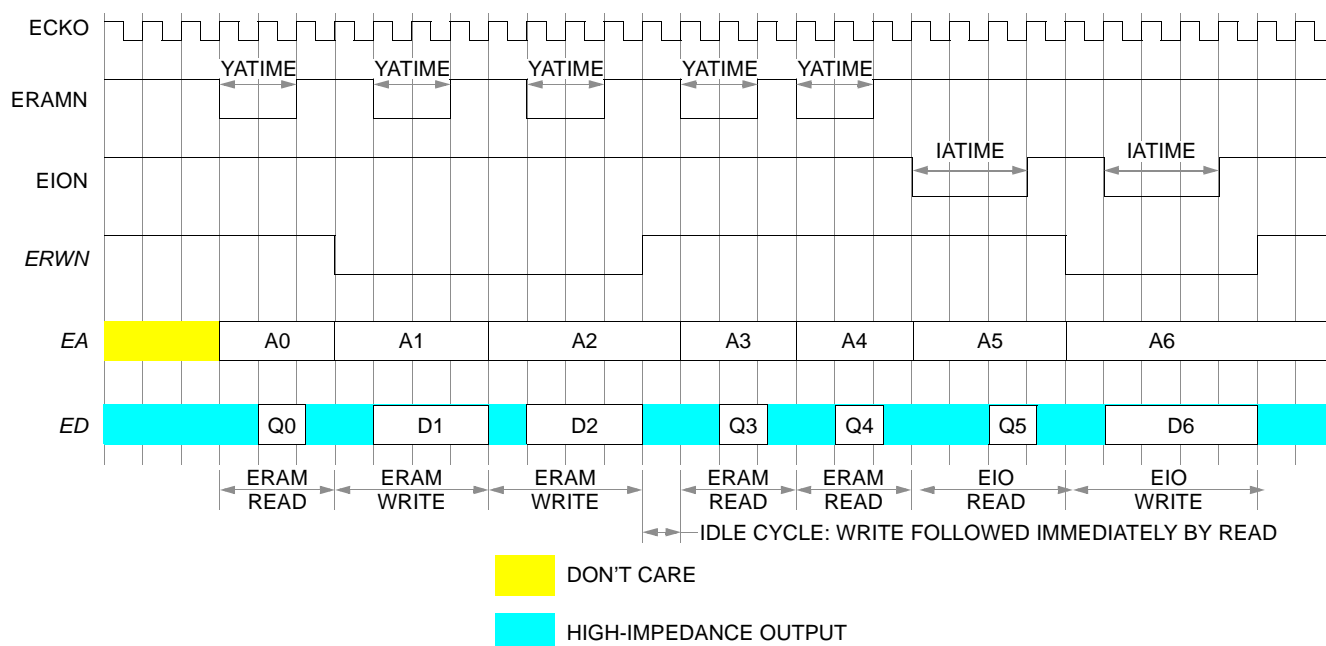 ECKO
YATIME YATIME YATIME YATIME YATIME
ERAMN
IATIME IATIME
EION
ERWN
EA A0 A1 A2 A3 A4 A5 A6
ED Q0 D1 D2 Q3 Q4 Q5 D6
ERAM ERAM ERAM ERAM ERAM EIO EIO
READ WRITE WRITE READ READ READ WRITE
IDLE CYCLE: WRITE FOLLOWED IMMEDIATELY BY READ
DON'T CARE
HIGH-IMPEDANCE OUTPUT